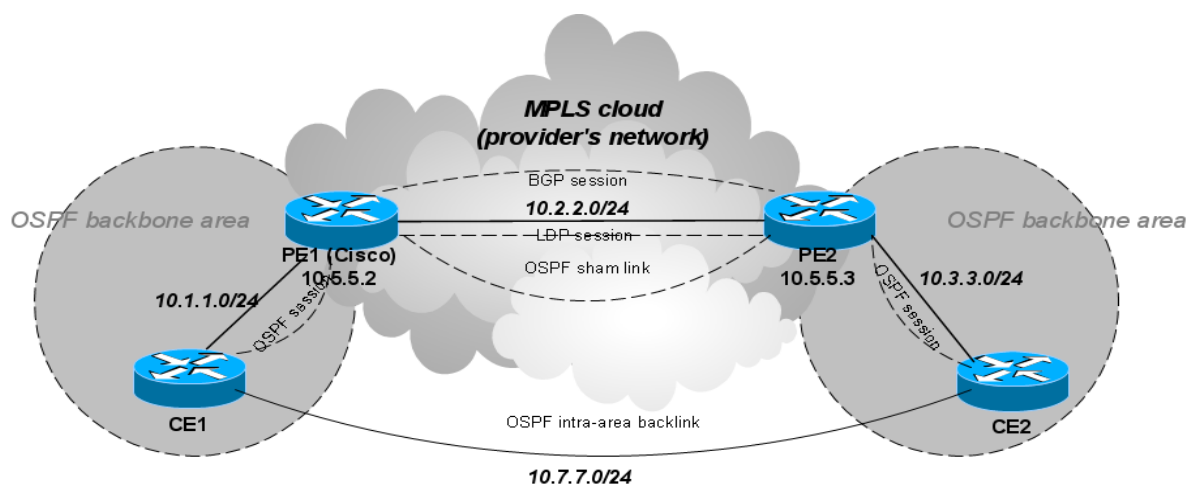 MPLS cloud
(provider's network)
BGP session
10.2.2.0/24
LDP session
OSPF sham link
OSPF backbone area
OSPF backbone area
PE1 (Cisco)
10.5.5.2
PE2
10.5.5.3
10.1.1.0/24
OSPF session
OSPF session
10.3.3.0/24
CE1
CE2
OSPF intra-area backlink
10.7.7.0/24